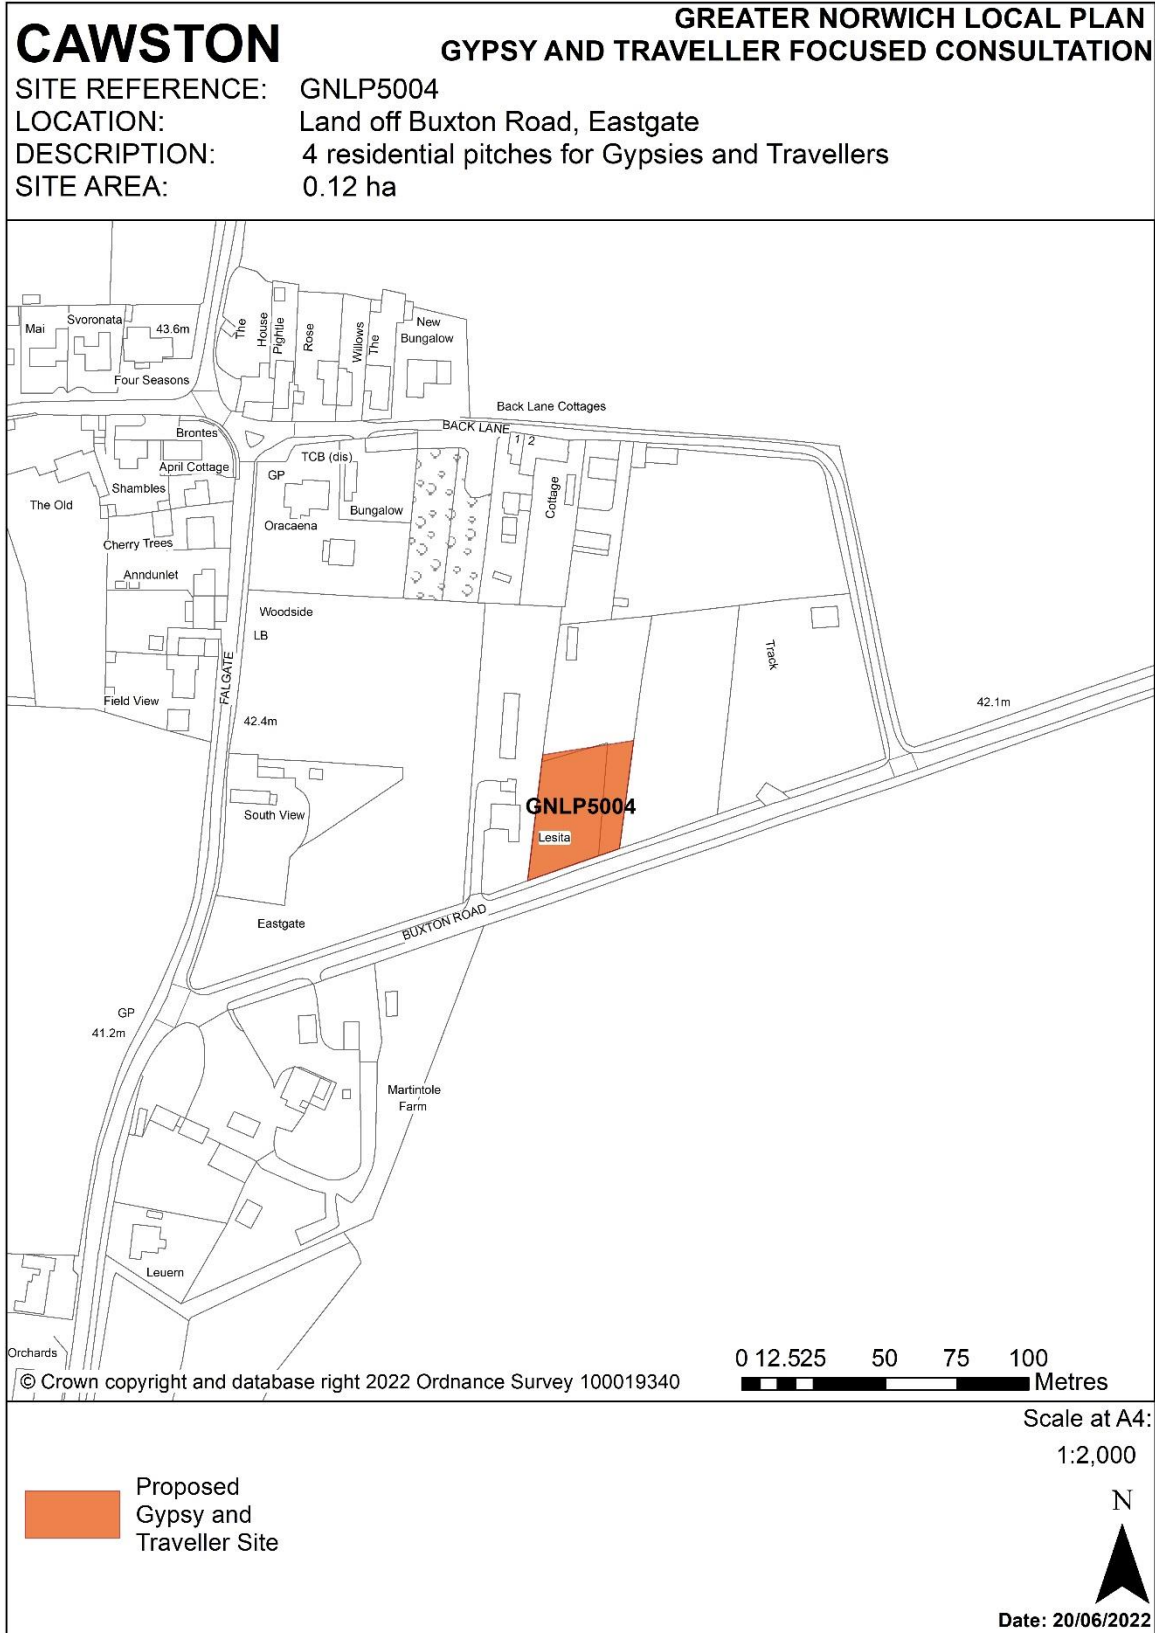 CAWSTON
GREATER NORWICH LOCAL PLAN
GYPSY AND TRAVELLER FOCUSED CONSULTATION
SITE REFERENCE: GNLP5004
LOCATION: Land off Buxton Road, Eastgate
DESCRIPTION: 4 residential pitches for Gypsies and Travellers
SITE AREA: 0.12 ha
Mai
Svoronata
43.6m
Four Seasons
The
House
Pightle
Rose
Willows
The
New
Bungalow
Back Lane Cottages
BACK LANE
1 2
Brontes
April Cottage
Shambles
The Old
Cherry Trees
Anndunlet
TCB (dis)
GP
Oracaena
Bungalow
Cottage
Woodside
LB
FALGATE
Field View
42.4m
Track
42.1m
South View
GNLP5004
Lesita
Eastgate
BUXTON ROAD
GP
41.2m
Martintole
Farm
Leuern
Orchards
© Crown copyright and database right 2022 Ordnance Survey 100019340
0 12.525 50 75 100
Metres
Scale at A4:
1:2,000
Proposed
Gypsy and
Traveller Site
N
Date: 20/06/2022